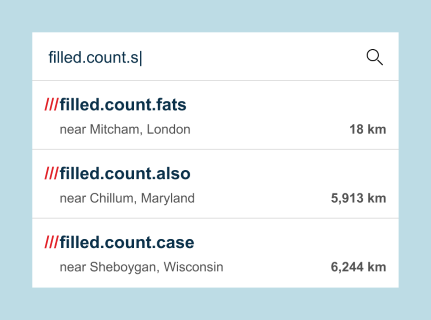 filled.count.s
///filled.count.fats
near Mitcham, London 18 km
///filled.count.also
near Chillum, Maryland 5,913 km
///filled.count.case
near Sheboygan, Wisconsin 6,244 km